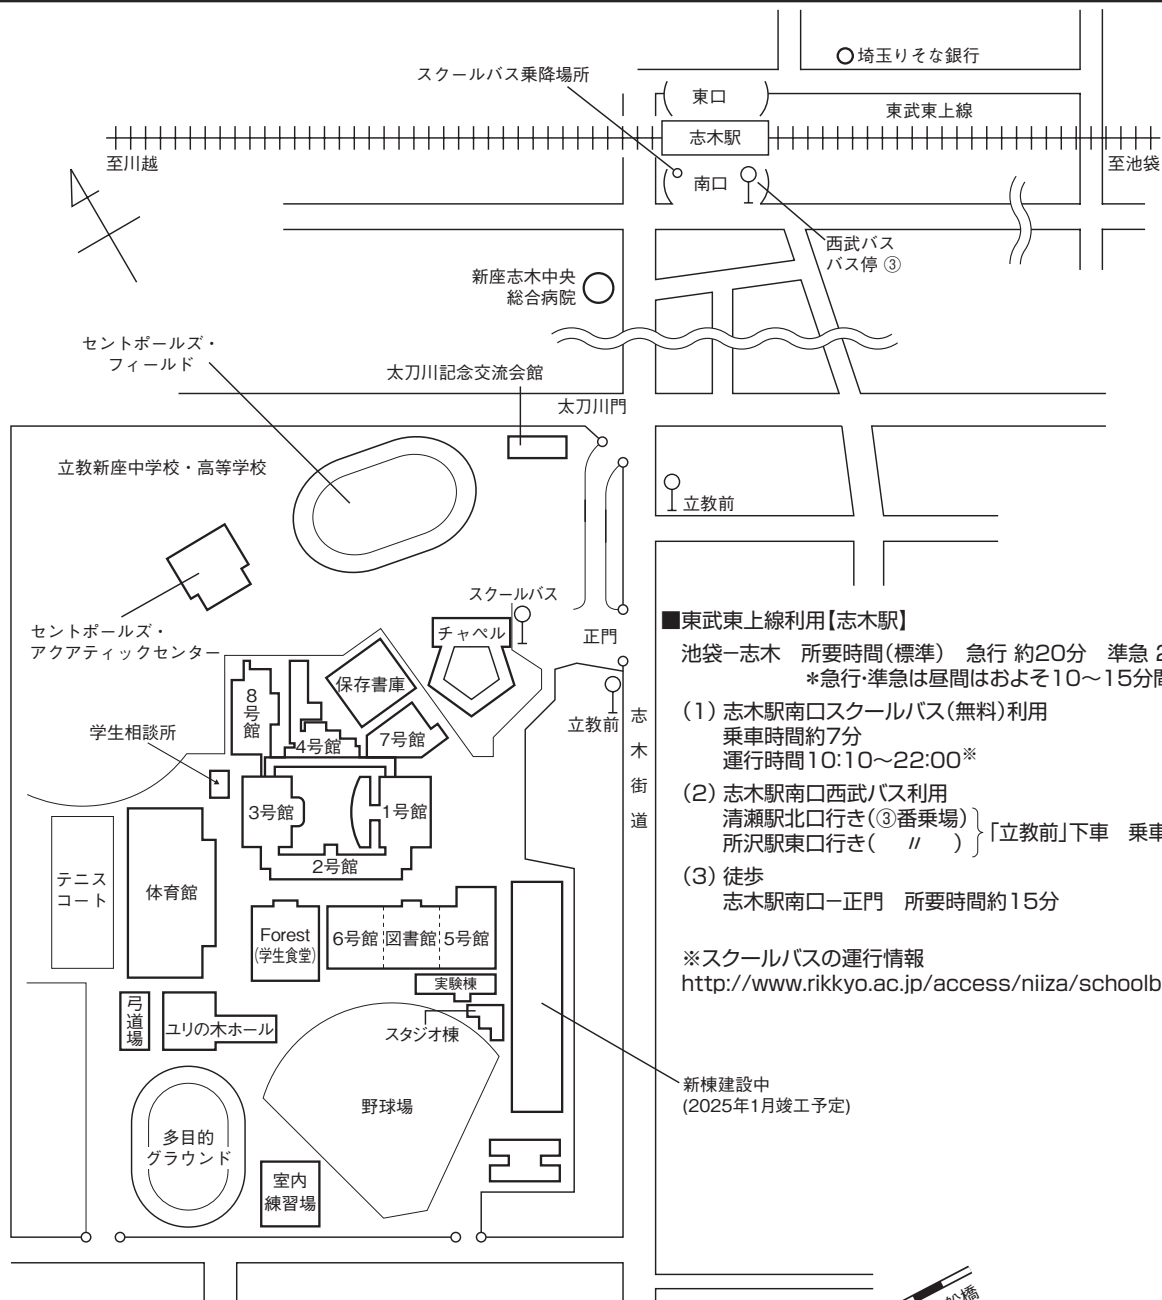 埼玉りそな銀行
スクールバス乗降場所
東口
東武東上線
志木駅
至川越
至池袋
南口
西武バス
バス停 ③
新座志木中央
総合病院
セントポールズ・
フィールド
太刀川記念交流会館
太刀川門
立教新座中学校・高等学校
立教前
スクールバス
セントポールズ・
アクアティックセンター
チャペル
正門
保存書庫
8号館
立教前
志木街道
学生相談所
4号館
7号館
3号館
1号館
2号館
テニス
コート
体育館
Forest
(学生食堂)
6号館
図書館
5号館
実験棟
弓道場
ユリの木ホール
スタジオ棟
野球場
新棟建設中
(2025年1月竣工予定)
多目的
グラウンド
室内
練習場
■東武東上線利用【志木駅】
池袋−志木 所要時間(標準) 急行 約20分 準急 2
*急行・準急は昼間はおよそ10〜15分間
(1) 志木駅南口スクールバス(無料)利用
乗車時間約7分
運行時間10:10〜22:00※
(2) 志木駅南口西武バス利用
清瀬駅北口行き(③番乗場)
所沢駅東口行き( 〃 )
「立教前」下車 乗車
(3) 徒歩
志木駅南口−正門 所要時間約15分
※スクールバスの運行情報
http://www.rikkyo.ac.jp/access/niiza/schoolb